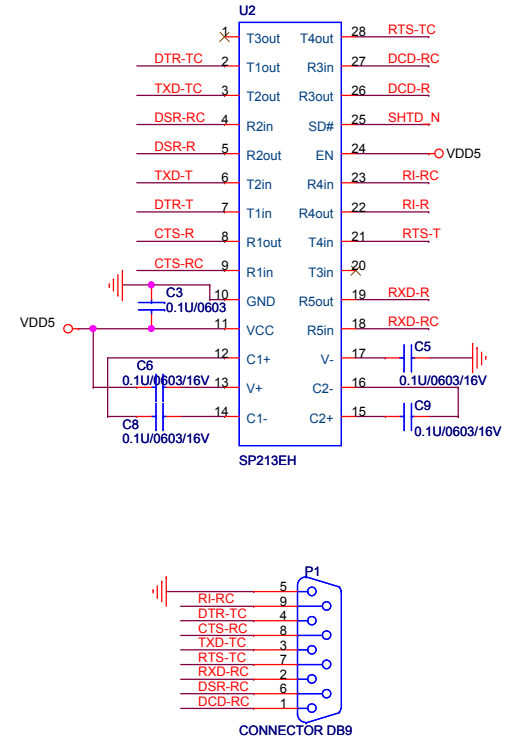 U2
1 T3out T4out 28 RTS-TC
DTR-TC 2 T1out R3in 27 DCD-RC
TXD-TC 3 T2out R3out 26 DCD-R
DSR-RC 4 R2in SD# 25 SHTD_N
DSR-R 5 R2out EN 24 VDD5
TXD-T 6 T2in R4in 23 RI-RC
DTR-T 7 T1in R4out 22 RI-R
CTS-R 8 R1out T4in 21 RTS-T
CTS-RC 9 R1in T3in 20
C3 10 GND R5out 19 RXD-R
0.1U/0603
VDD5 11 VCC R5in 18 RXD-RC
12 C1+ V- 17 C5
C6 0.1U/0603/16V
0.1U/0603/16V 13 V+ C2- 16
C8 14 C1- C2+ 15 C9
0.1U/0603/16V 0.1U/0603/16V
SP213EH
P1
5
RI-RC 9
DTR-TC 4
CTS-RC 8
TXD-TC 3
RTS-TC 7
RXD-RC 2
DSR-RC 6
DCD-RC 1
CONNECTOR DB9